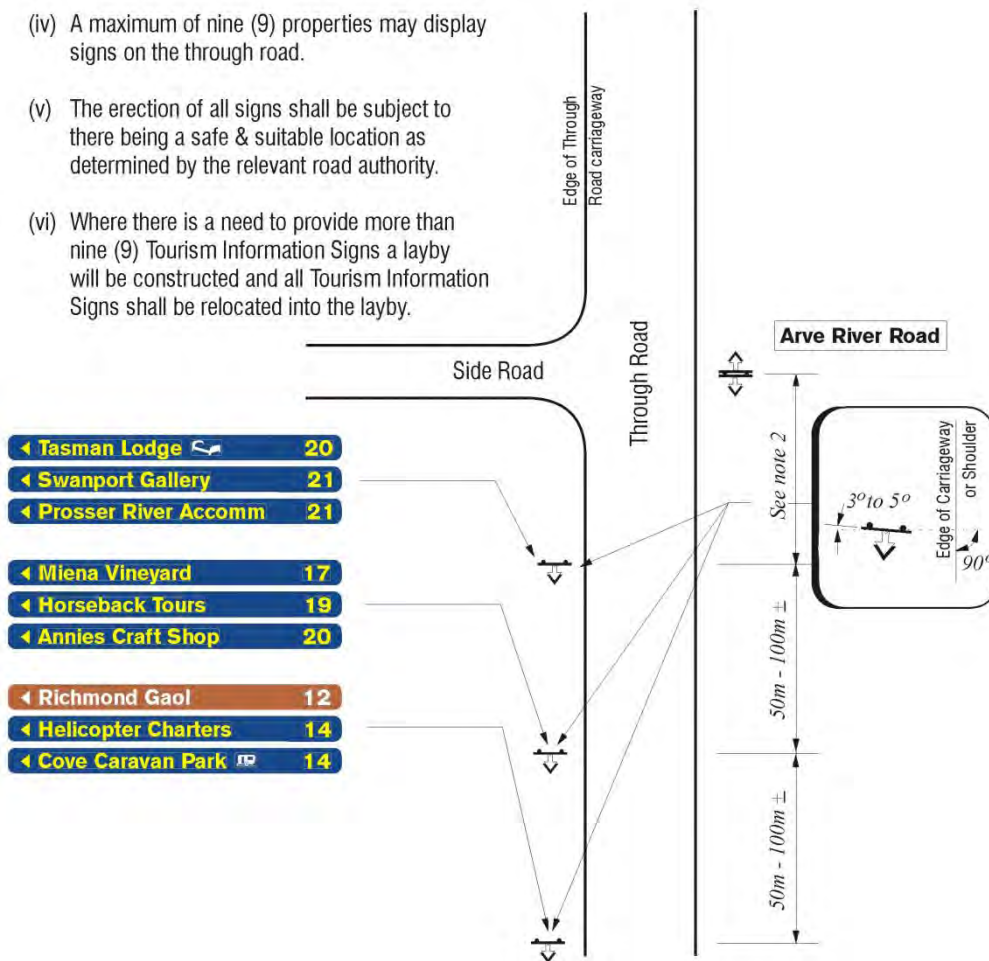 (iv) A maximum of nine (9) properties may display
signs on the through road.
(v) The erection of all signs shall be subject to
there being a safe & suitable location as
determined by the relevant road authority.
(vi) Where there is a need to provide more than
nine (9) Tourism Information Signs a layby
will be constructed and all Tourism Information
Signs shall be relocated into the layby.
Edge of Through
Road carriageway
Side Road
Through Road
Arve River Road
See note 2
3° to 5°
Edge of Carriageway
or Shoulder
90°
Tasman Lodge 20
Swanport Gallery 21
Prosser River Accomm 21
Miena Vineyard 17
Horseback Tours 19
Annies Craft Shop 20
Richmond Gaol 12
Helicopter Charters 14
Cove Caravan Park 14
50m - 100m ±
50m - 100m ±